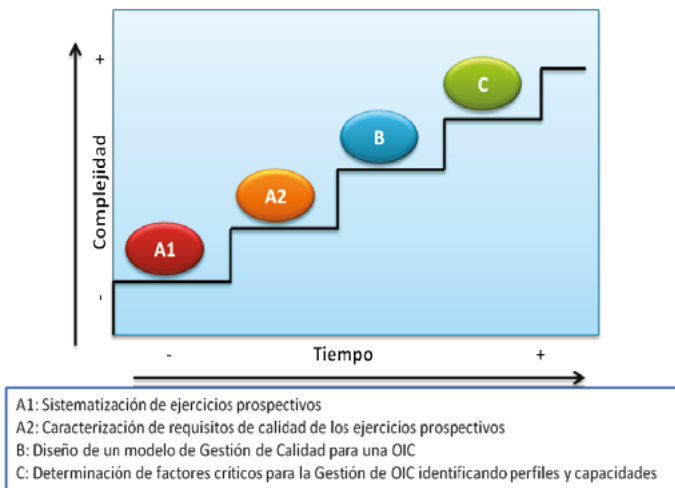 +
C
B
Complejidad
A2
A1
-
- Tiempo +
A1: Sistematización de ejercicios prospectivos
A2: Caracterización de requisitos de calidad de los ejercicios prospectivos
B: Diseño de un modelo de Gestión de Calidad para una OIC
C: Determinación de factores críticos para la Gestión de OIC identificando perfiles y capacidades